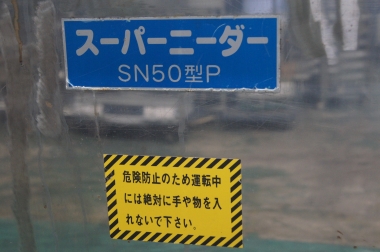 スーパーニーダー
SN50型P
危険防止のため運転中
には絶対に手や物を入
れないで下さい。